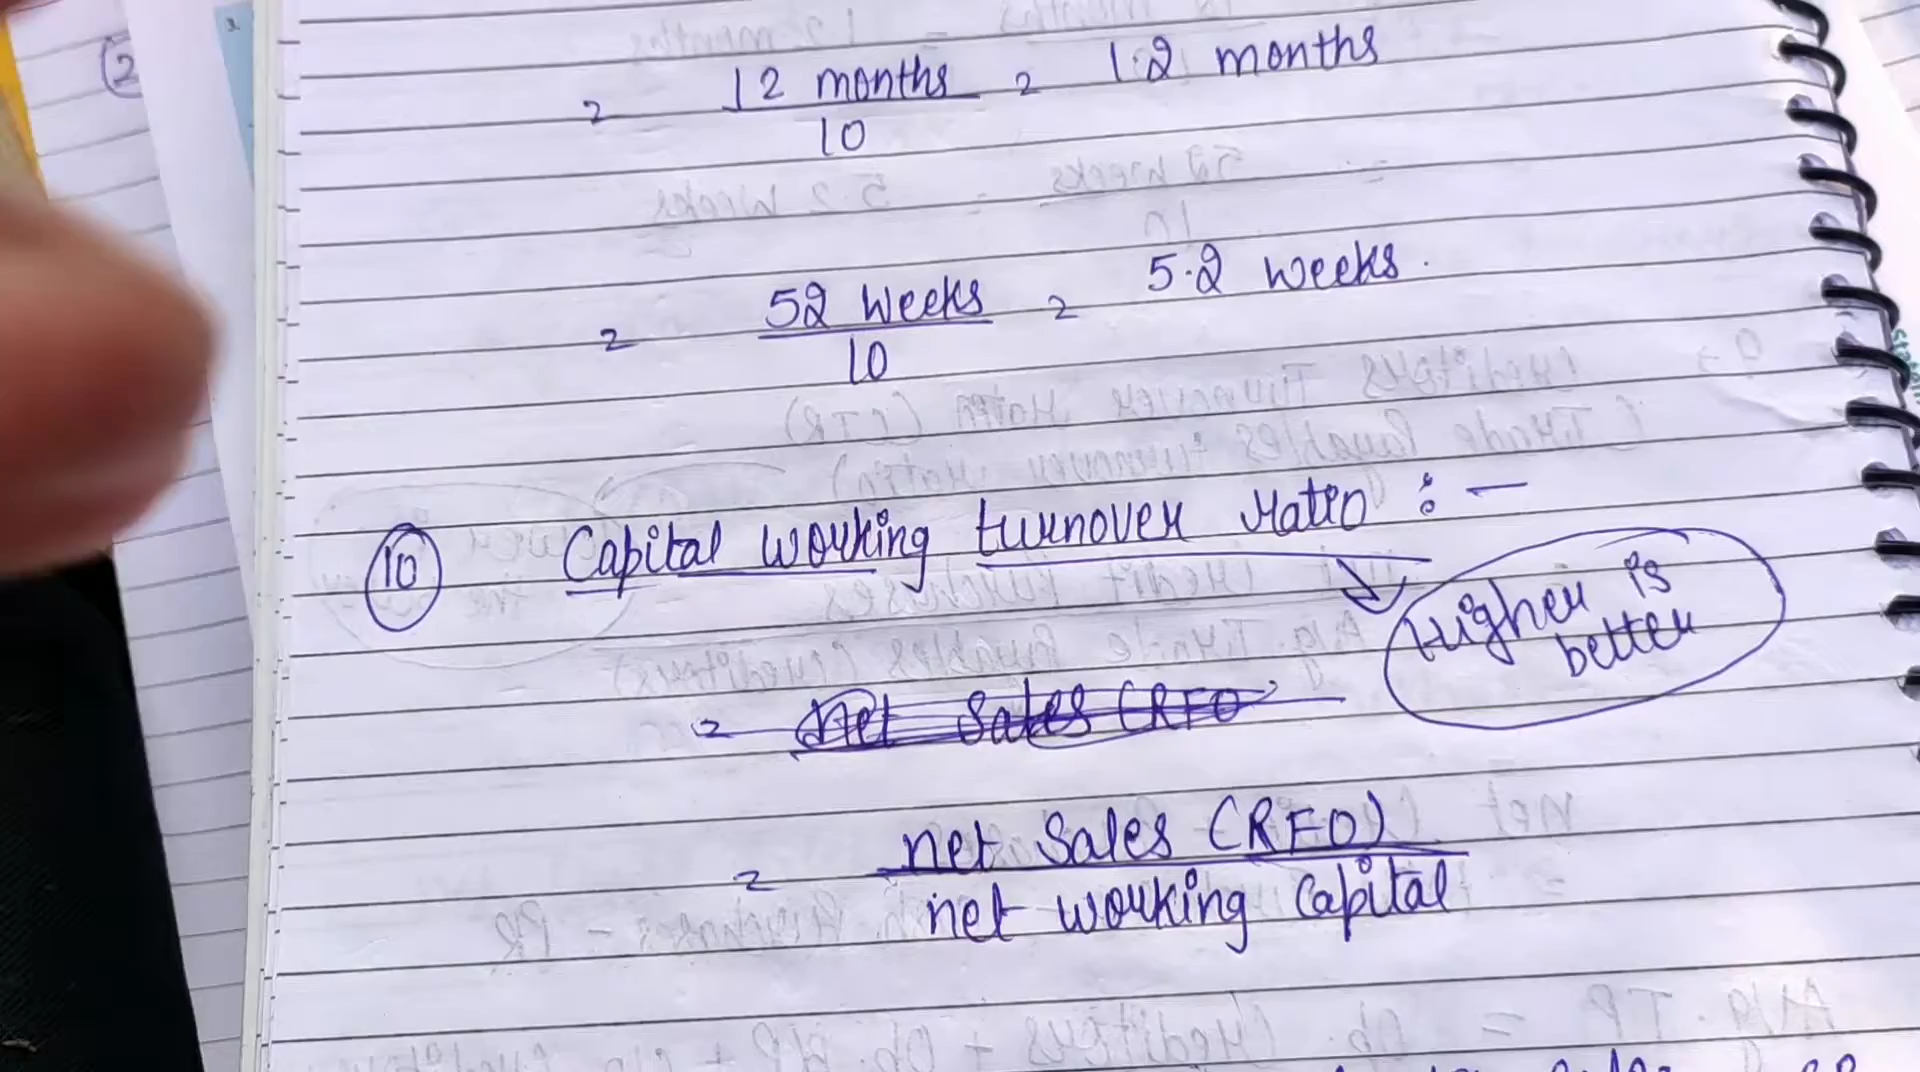 = 12 months / 10 = 1.2 months
= 52 weeks / 10 = 5.2 weeks.
(10) Capital working turnover ratio :-
Higher is better
= Net Sales (RFO
= net Sales (RFO) / net working capital